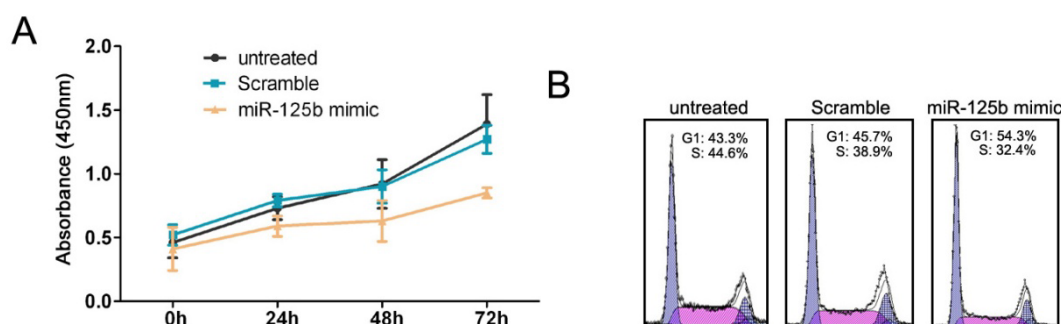 A
2.0
1.5
1.0
0.5
0.0
Absorbance (450nm)
untreated
Scramble
miR-125b mimic
0h
24h
48h
72h
B
untreated
G1: 43.3%
S: 44.6%
Scramble
G1: 45.7%
S: 38.9%
miR-125b mimic
G1: 54.3%
S: 32.4%